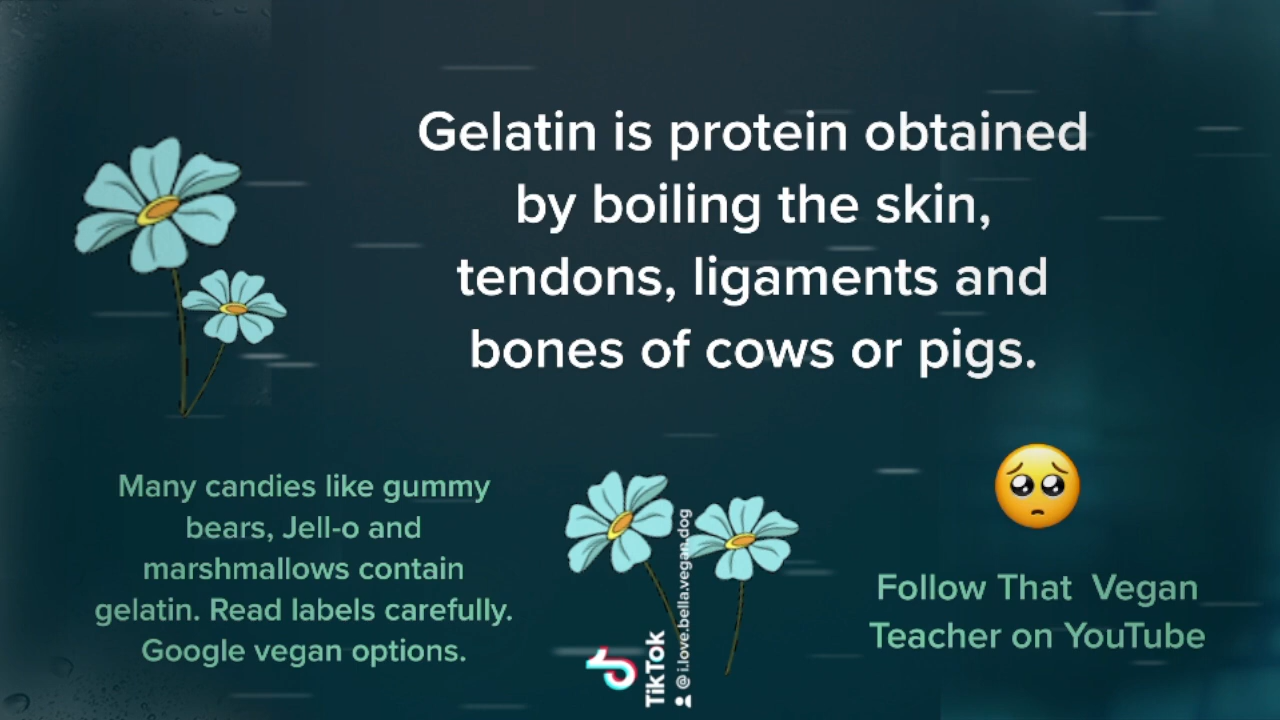 Gelatin is protein obtained
by boiling the skin,
tendons, ligaments and
bones of cows or pigs.
Many candies like gummy
bears, Jell-o and
marshmallows contain
gelatin. Read labels carefully.
Google vegan options.
TikTok
@i.love.bella.vegan.dog
Follow That  Vegan
Teacher on YouTube